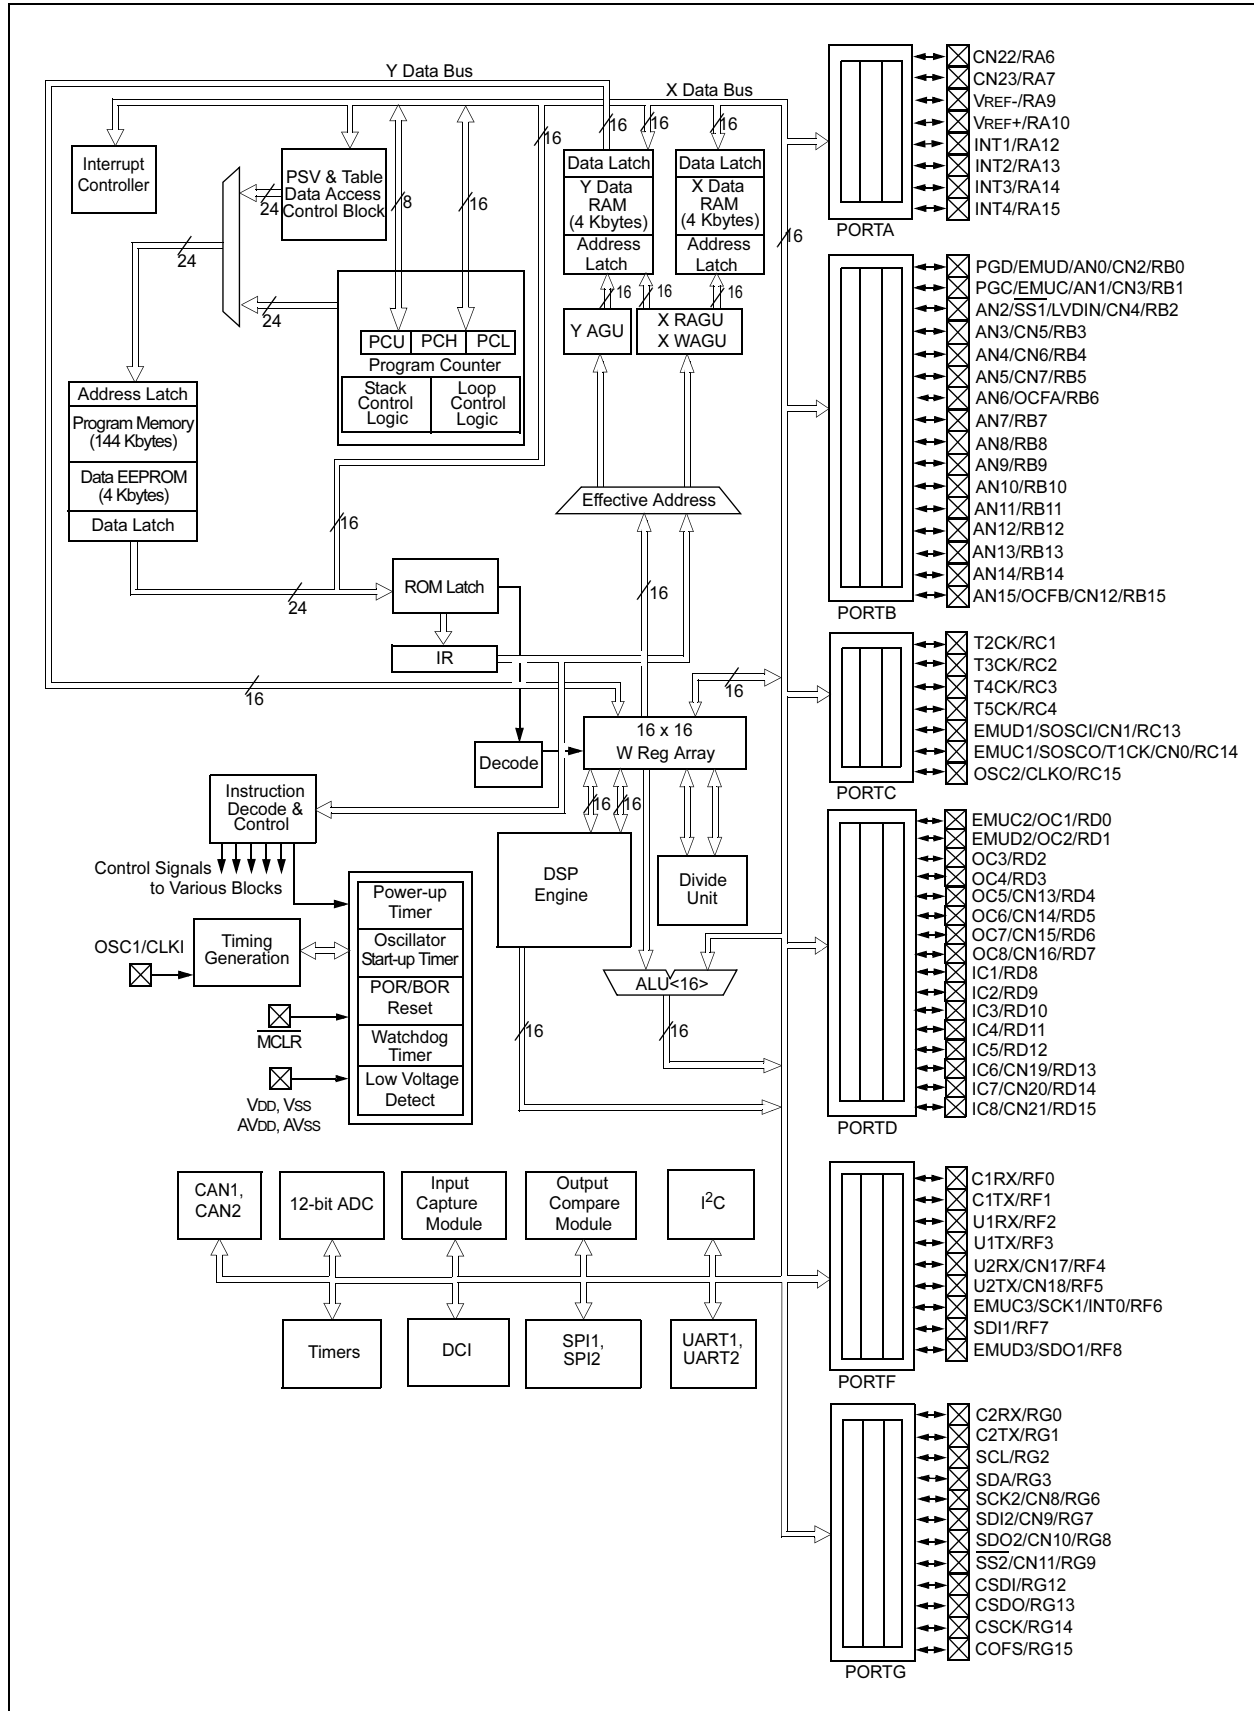 Y Data Bus
X Data Bus
16
16
16
16
Interrupt
Controller
PSV & Table
Data Access
Control Block
24
8
16
24
24
Data Latch
Y Data
RAM
(4 Kbytes)
Address
Latch
Data Latch
X Data
RAM
(4 Kbytes)
Address
Latch
16
16
16
16
Y AGU
X RAGU
X WAGU
PCU
PCH
PCL
Program Counter
Stack
Control
Logic
Loop
Control
Logic
Address Latch
Program Memory
(144 Kbytes)
Data EEPROM
(4 Kbytes)
Data Latch
Effective Address
16
24
ROM Latch
16
IR
16
16
16 x 16
W Reg Array
Decode
Instruction
Decode &
Control
16
16
Control Signals
to Various Blocks
DSP
Engine
Divide
Unit
Power-up
Timer
Oscillator
Start-up Timer
POR/BOR
Reset
Watchdog
Timer
Low Voltage
Detect
OSC1/CLKI
Timing
Generation
MCLR
VDD, VSS
AVDD, AVSS
ALU<16>
16
16
CAN1,
CAN2
12-bit ADC
Input
Capture
Module
Output
Compare
Module
I2C
Timers
DCI
SPI1,
SPI2
UART1,
UART2
CN22/RA6
CN23/RA7
VREF-/RA9
VREF+/RA10
INT1/RA12
INT2/RA13
INT3/RA14
INT4/RA15
PORTA
PGD/EMUD/AN0/CN2/RB0
PGC/EMUC/AN1/CN3/RB1
AN2/SS1/LVDIN/CN4/RB2
AN3/CN5/RB3
AN4/CN6/RB4
AN5/CN7/RB5
AN6/OCFA/RB6
AN7/RB7
AN8/RB8
AN9/RB9
AN10/RB10
AN11/RB11
AN12/RB12
AN13/RB13
AN14/RB14
AN15/OCFB/CN12/RB15
PORTB
T2CK/RC1
T3CK/RC2
T4CK/RC3
T5CK/RC4
EMUD1/SOSCI/CN1/RC13
EMUC1/SOSCO/T1CK/CN0/RC14
OSC2/CLKO/RC15
PORTC
EMUC2/OC1/RD0
EMUD2/OC2/RD1
OC3/RD2
OC4/RD3
OC5/CN13/RD4
OC6/CN14/RD5
OC7/CN15/RD6
OC8/CN16/RD7
IC1/RD8
IC2/RD9
IC3/RD10
IC4/RD11
IC5/RD12
IC6/CN19/RD13
IC7/CN20/RD14
IC8/CN21/RD15
PORTD
C1RX/RF0
C1TX/RF1
U1RX/RF2
U1TX/RF3
U2RX/CN17/RF4
U2TX/CN18/RF5
EMUC3/SCK1/INT0/RF6
SDI1/RF7
EMUD3/SDO1/RF8
PORTF
C2RX/RG0
C2TX/RG1
SCL/RG2
SDA/RG3
SCK2/CN8/RG6
SDI2/CN9/RG7
SDO2/CN10/RG8
SS2/CN11/RG9
CSDI/RG12
CSDO/RG13
CSCK/RG14
COFS/RG15
PORTG
16